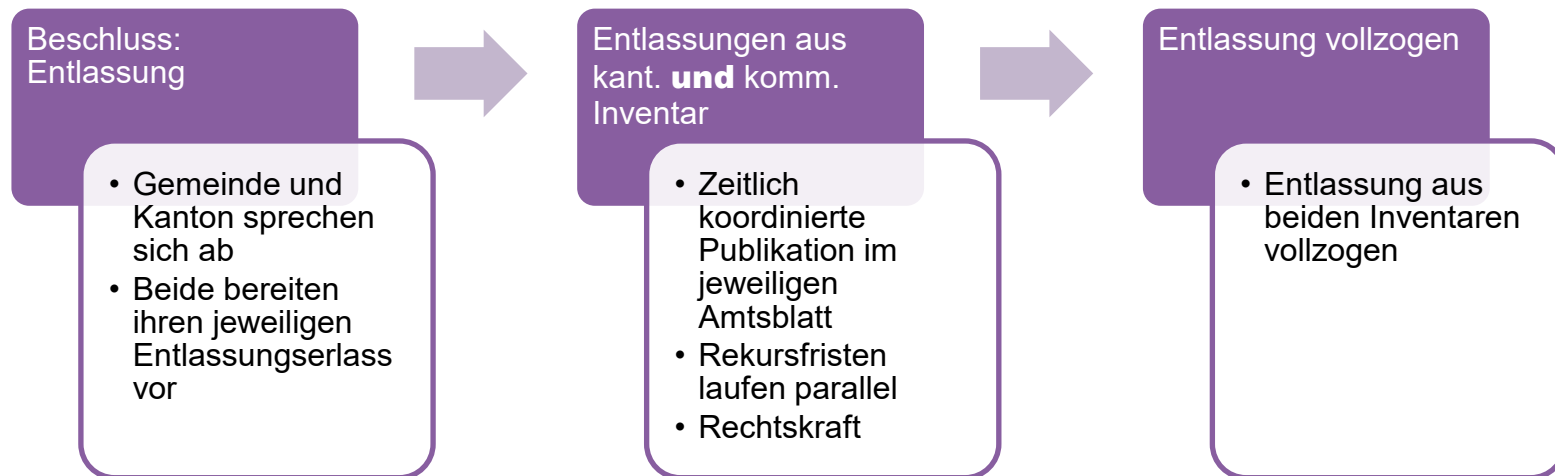 Beschluss:
Entlassung
• Gemeinde und
Kanton sprechen
sich ab
• Beide bereiten
ihren jeweiligen
Entlassungserlass
vor
Entlassungen aus
kant. und komm.
Inventar
• Zeitlich
koordinierte
Publikation im
jeweiligen
Amtsblatt
• Rekursfristen
laufen parallel
• Rechtskraft
Entlassung vollzogen
• Entlassung aus
beiden Inventaren
vollzogen